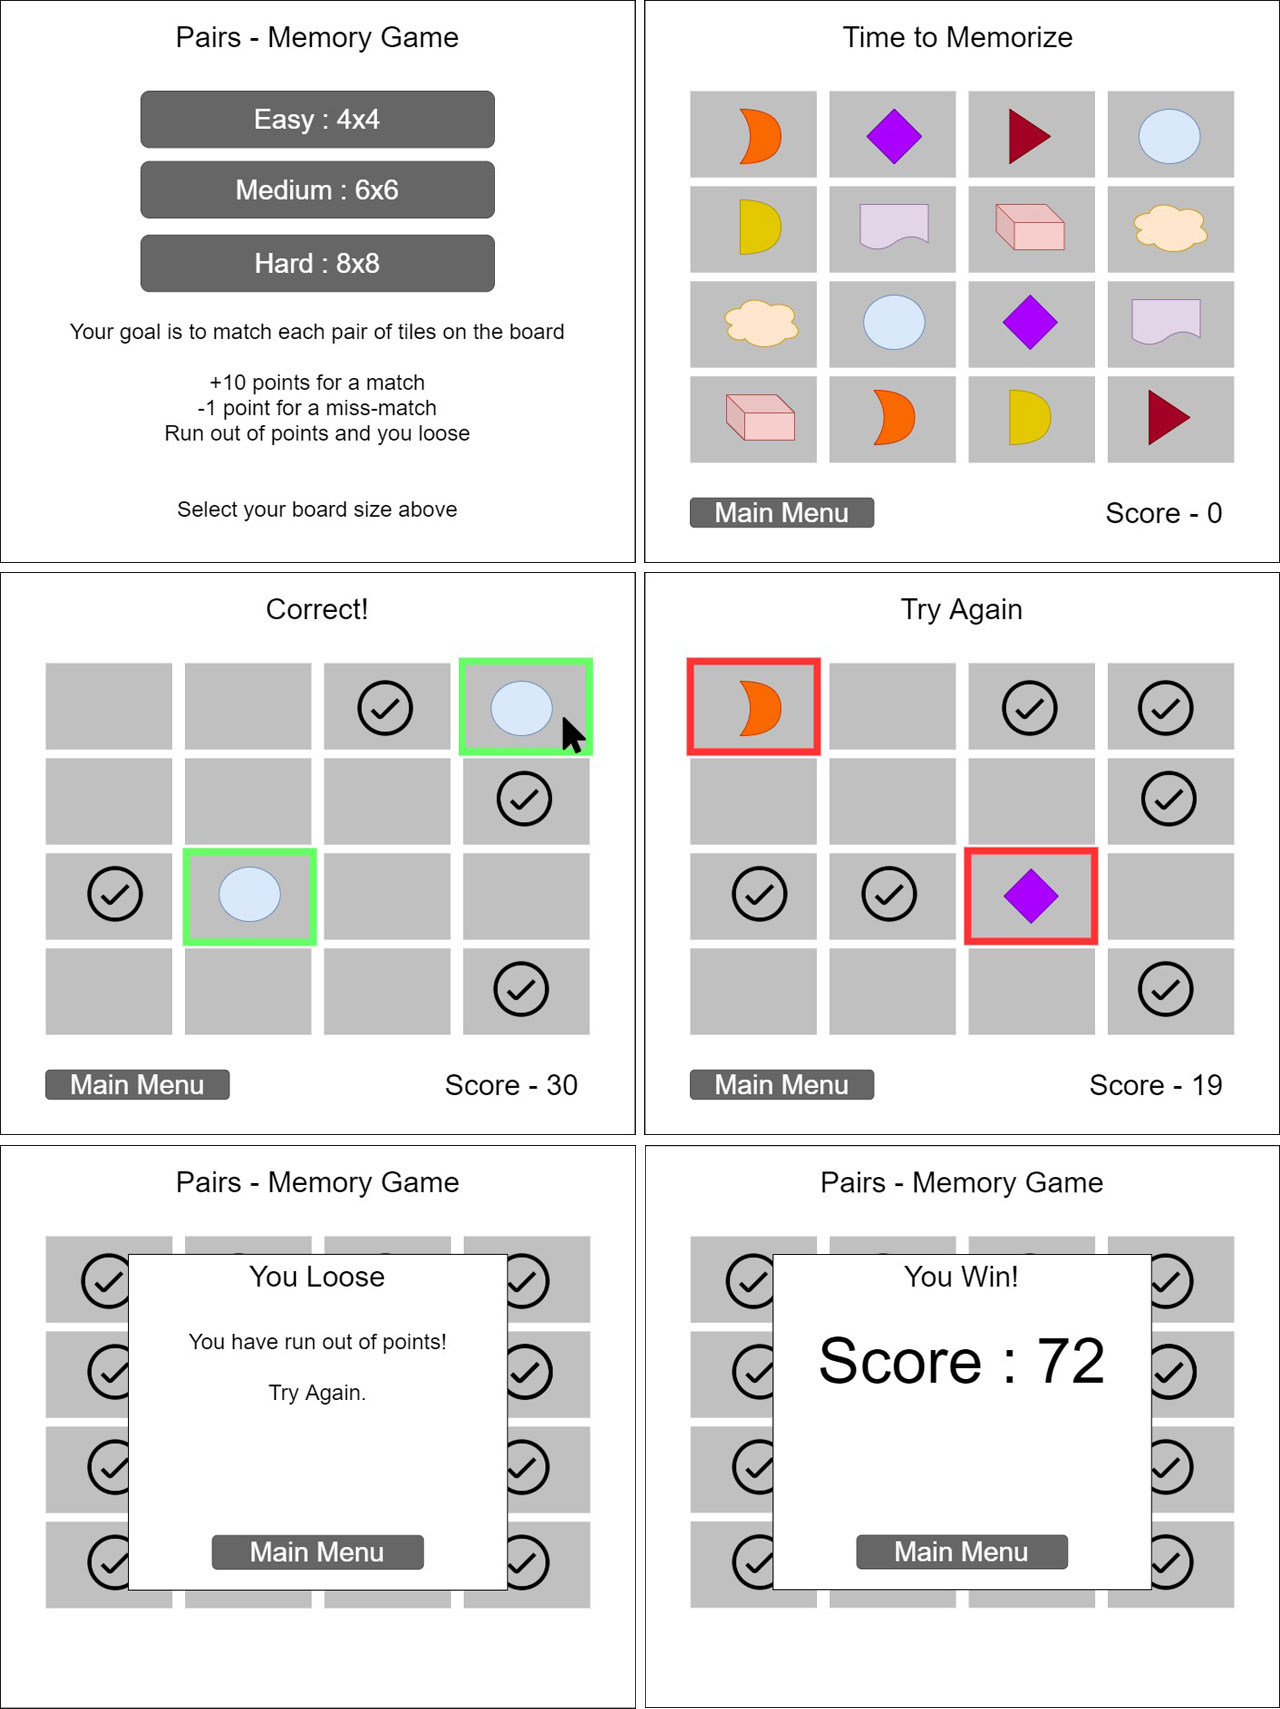 Pairs - Memory Game
Easy : 4x4
Medium : 6x6
Hard : 8x8
Your goal is to match each pair of tiles on the board
+10 points for a match
-1 point for a miss-match
Run out of points and you loose
Select your board size above
Time to Memorize
Main Menu
Score - 0
Correct!
Main Menu
Score - 30
Try Again
Main Menu
Score - 19
Pairs - Memory Game
You Loose
You have run out of points!
Try Again.
Main Menu
Pairs - Memory Game
You Win!
Score : 72
Main Menu